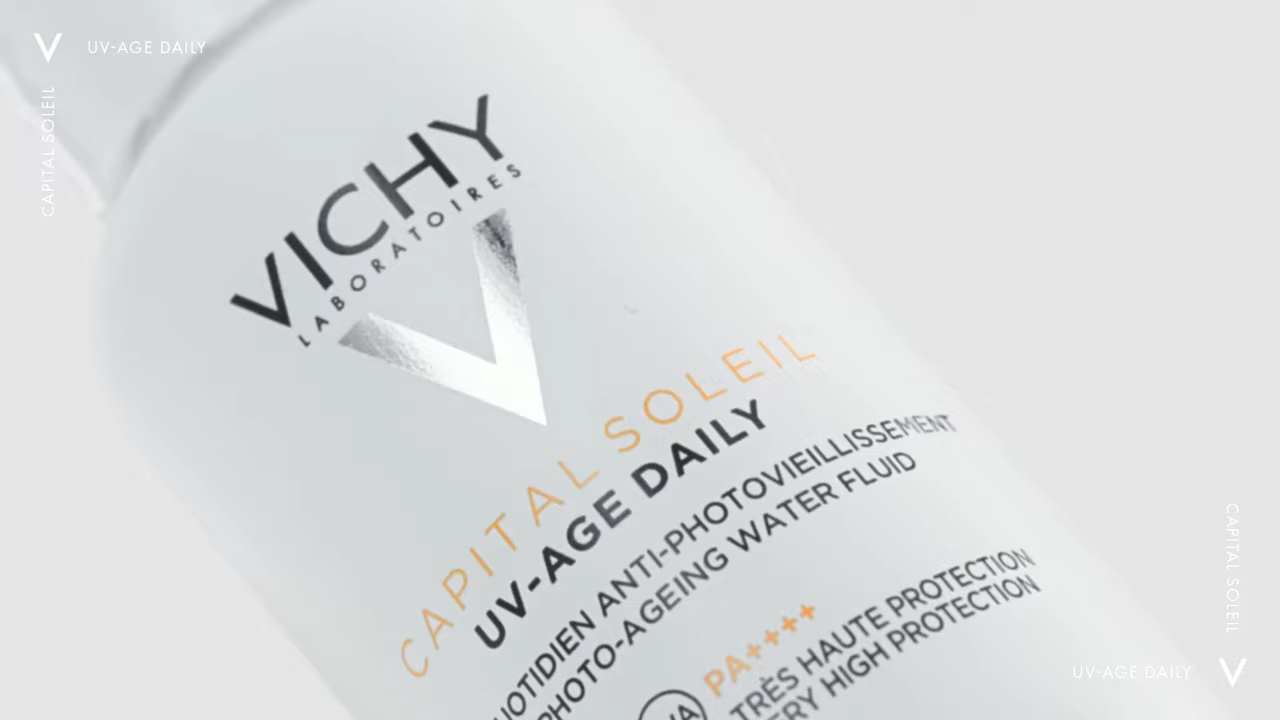 UV-AGE DAILY
CAPITAL SOLEIL
VICHY
LABORATOIRES
CAPITAL SOLEIL
UV-AGE DAILY
ANTI-PHOTOVIEILLISSEMENT
PHOTO-AGEING WATER FLUID
PA++++
TRÈS HAUTE PROTECTION
HIGH PROTECTION
CAPITAL SOLEIL
UV-AGE DAILY